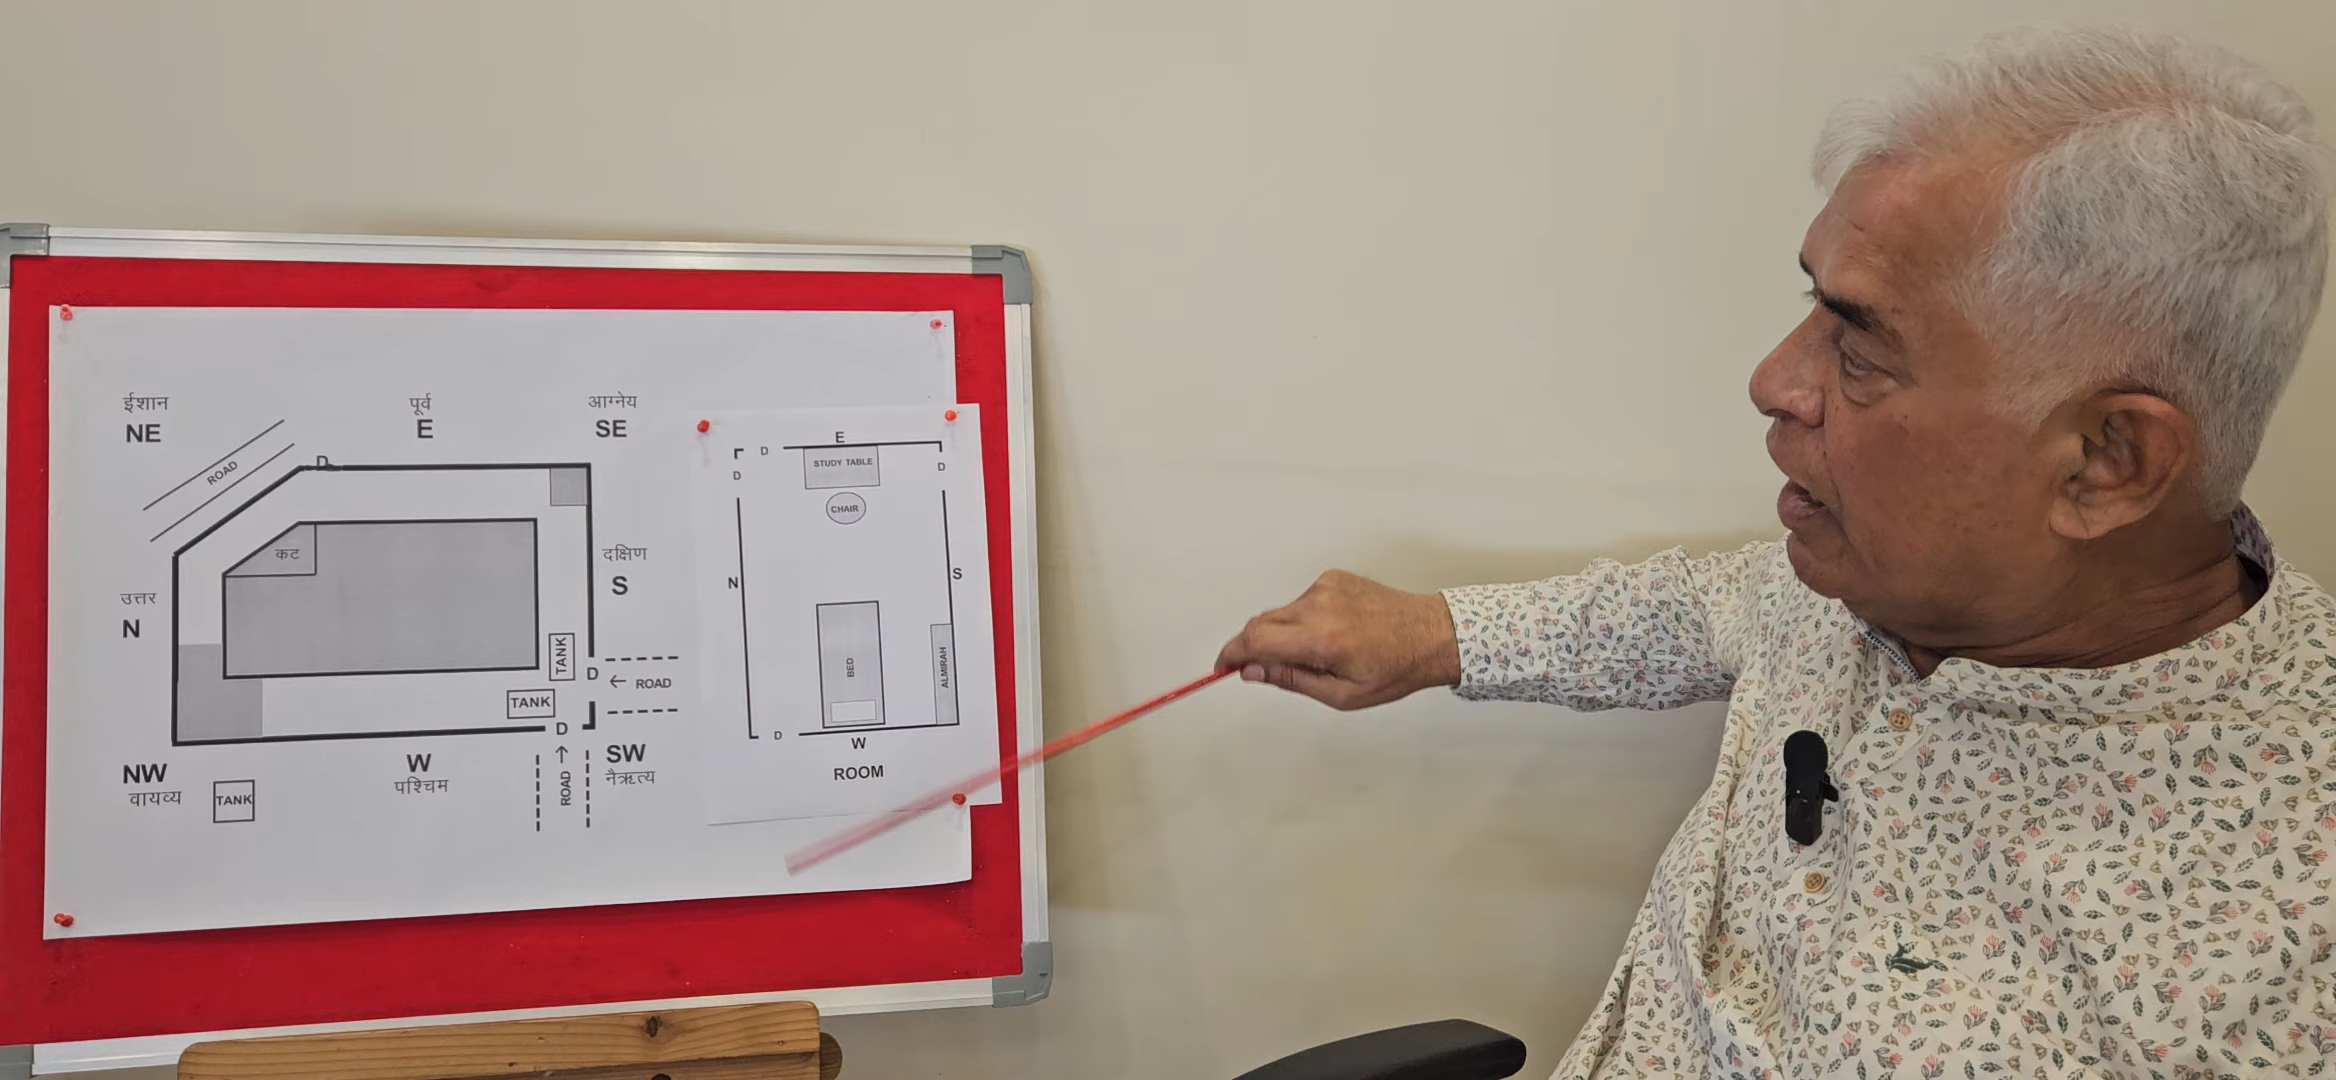 ईशान
NE
पूर्व
E
आग्नेय
SE
ROAD
D
कट
उत्तर
N
दक्षिण
S
TANK
D
← ROAD
TANK
D
NW
वायव्य
TANK
W
पश्चिम
↑
ROAD
SW
नैऋत्य
E
D
D
STUDY TABLE
D
CHAIR
N
S
BED
ALMIRAH
D
W
ROOM